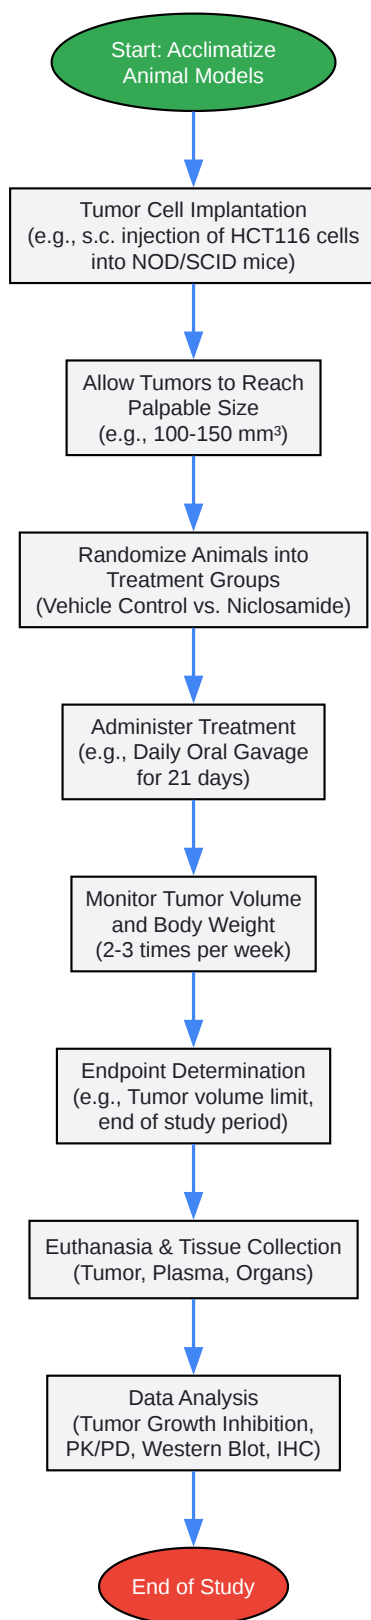 Start: Acclimatize
Animal Models
Tumor Cell Implantation
(e.g., s.c. injection of HCT116 cells
into NOD/SCID mice)
Allow Tumors to Reach
Palpable Size
(e.g., 100-150 mm³)
Randomize Animals into
Treatment Groups
(Vehicle Control vs. Niclosamide)
Administer Treatment
(e.g., Daily Oral Gavage
for 21 days)
Monitor Tumor Volume
and Body Weight
(2-3 times per week)
Endpoint Determination
(e.g., Tumor volume limit,
end of study period)
Euthanasia & Tissue Collection
(Tumor, Plasma, Organs)
Data Analysis
(Tumor Growth Inhibition,
PK/PD, Western Blot, IHC)
End of Study